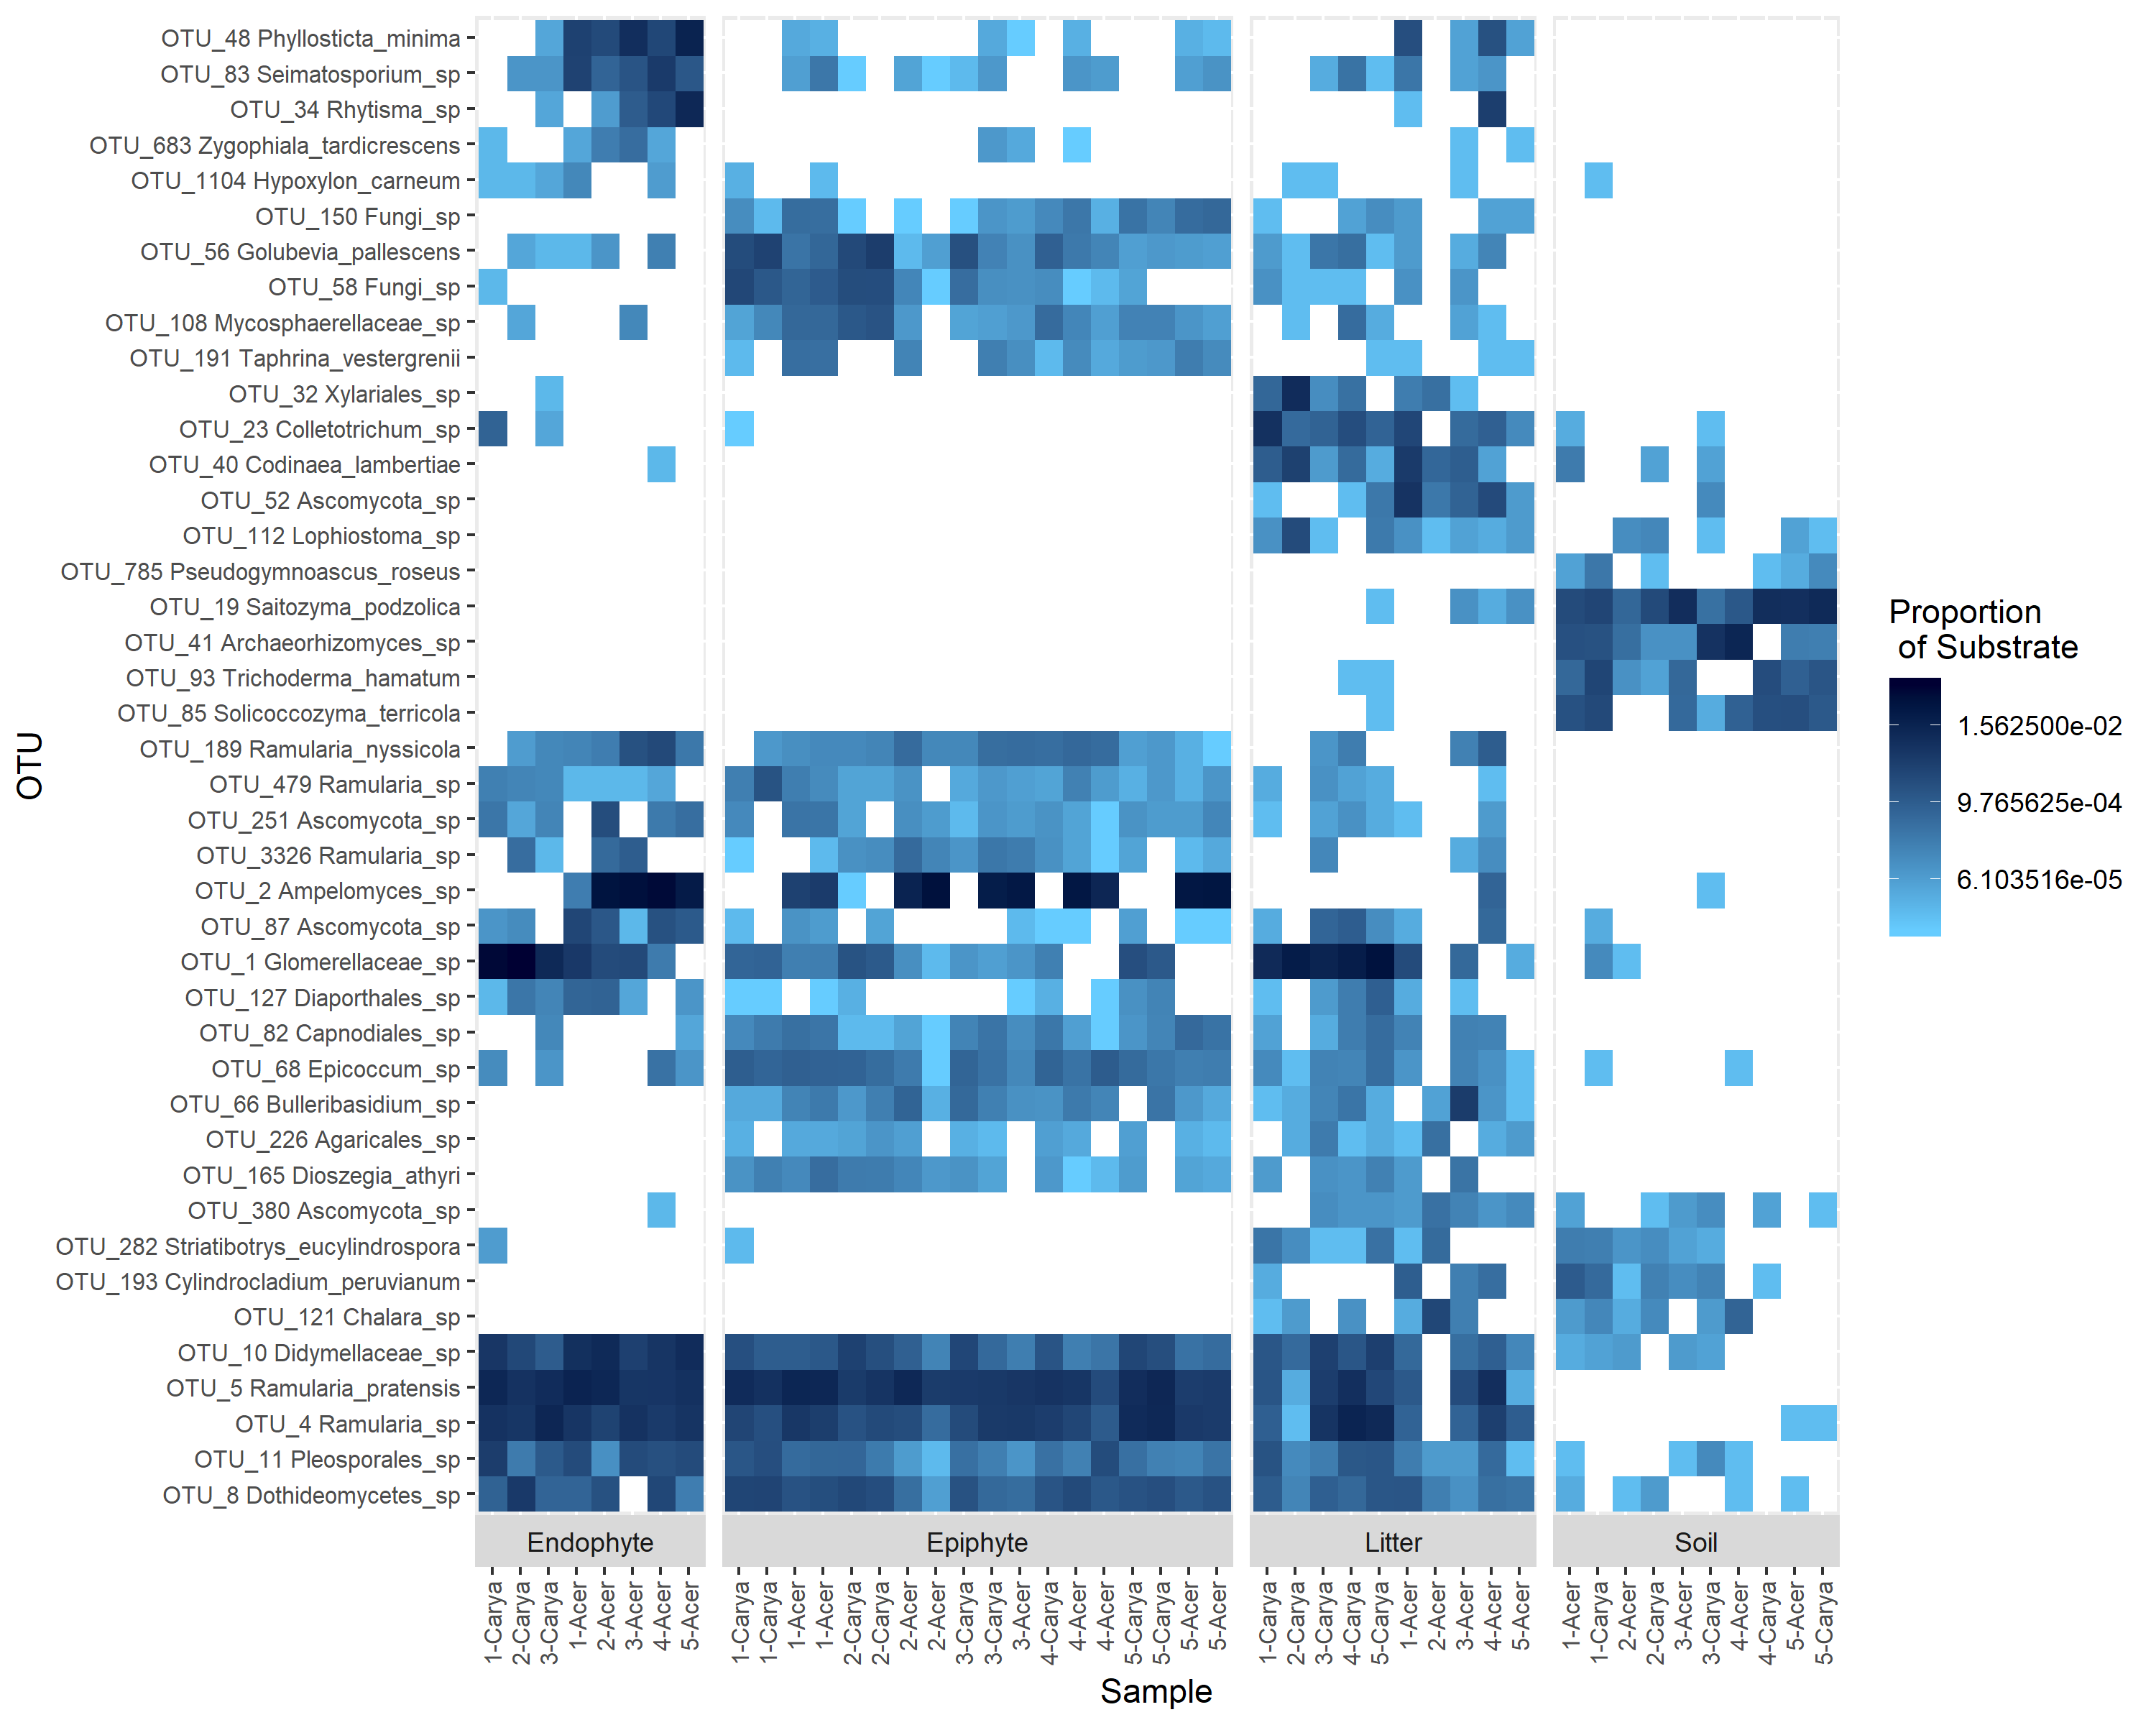 OTU_48 Phyllosticta_minima
OTU_83 Seimatosporium_sp
OTU_34 Rhytisma_sp
OTU_683 Zygophiala_tardicrescens
OTU_1104 Hypoxylon_carneum
OTU_150 Fungi_sp
OTU_56 Golubevia_pallescens
OTU_58 Fungi_sp
OTU_108 Mycosphaerellaceae_sp
OTU_191 Taphrina_vestergrenii
OTU_32 Xylariales_sp
OTU_23 Colletotrichum_sp
OTU_40 Codinaea_lambertiae
OTU_52 Ascomycota_sp
OTU_112 Lophiostoma_sp
OTU_785 Pseudogymnoascus_roseus
OTU_19 Saitozyma_podzolica
OTU_41 Archaeorhizomyces_sp
OTU_93 Trichoderma_hamatum
OTU_85 Solicoccozyma_terricola
OTU_189 Ramularia_nyssicola
OTU_479 Ramularia_sp
OTU_251 Ascomycota_sp
OTU_3326 Ramularia_sp
OTU_2 Ampelomyces_sp
OTU_87 Ascomycota_sp
OTU_1 Glomerellaceae_sp
OTU_127 Diaporthales_sp
OTU_82 Capnodiales_sp
OTU_68 Epicoccum_sp
OTU_66 Bulleribasidium_sp
OTU_226 Agaricales_sp
OTU_165 Dioszegia_athyri
OTU_380 Ascomycota_sp
OTU_282 Striatibotrys_eucylindrospora
OTU_193 Cylindrocladium_peruvianum
OTU_121 Chalara_sp
OTU_10 Didymellaceae_sp
OTU_5 Ramularia_pratensis
OTU_4 Ramularia_sp
OTU_11 Pleosporales_sp
OTU_8 Dothideomycetes_sp
OTU
Endophyte
Epiphyte
Litter
Soil
1-Carya
2-Carya
3-Carya
1-Acer
2-Acer
3-Acer
4-Acer
5-Acer
1-Carya
1-Carya
1-Acer
1-Acer
2-Carya
2-Carya
2-Acer
2-Acer
3-Carya
3-Carya
3-Acer
4-Carya
4-Acer
4-Acer
5-Carya
5-Carya
5-Acer
5-Acer
1-Carya
2-Carya
3-Carya
4-Carya
5-Carya
1-Acer
2-Acer
3-Acer
4-Acer
5-Acer
1-Acer
1-Carya
2-Acer
2-Carya
3-Acer
3-Carya
4-Acer
4-Carya
5-Acer
5-Carya
Sample
Proportion
of Substrate
1.562500e-02
9.765625e-04
6.103516e-05